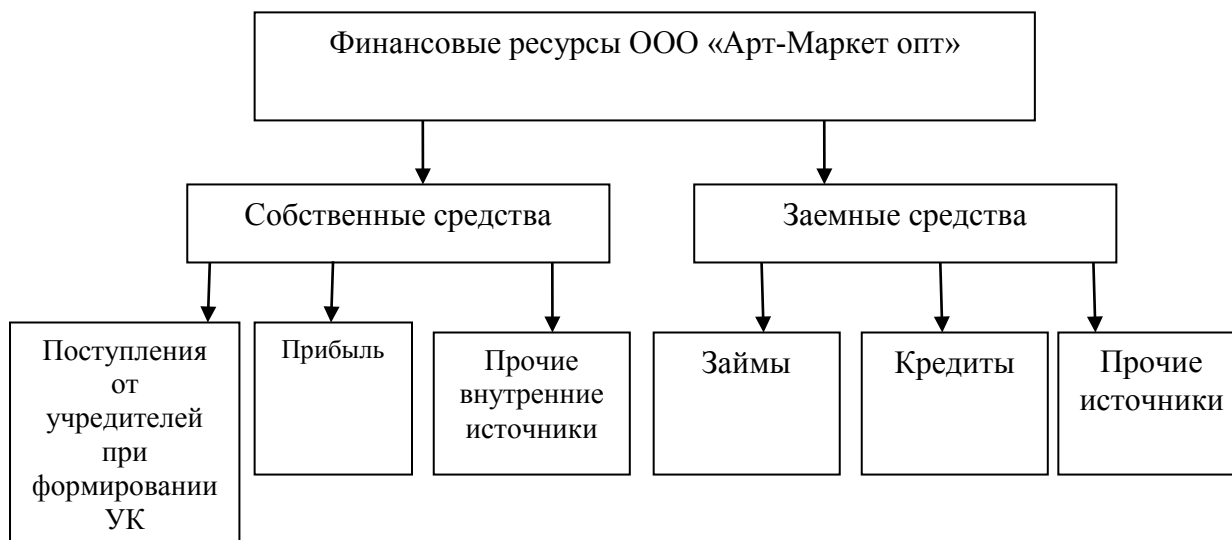 Финансовые ресурсы ООО «Арт-Маркет опт»
Собственные средства
Заемные средства
Поступления
от
учредителей
при
формировании
УК
Прибыль
Прочие
внутренние
источники
Займы
Кредиты
Прочие
источники